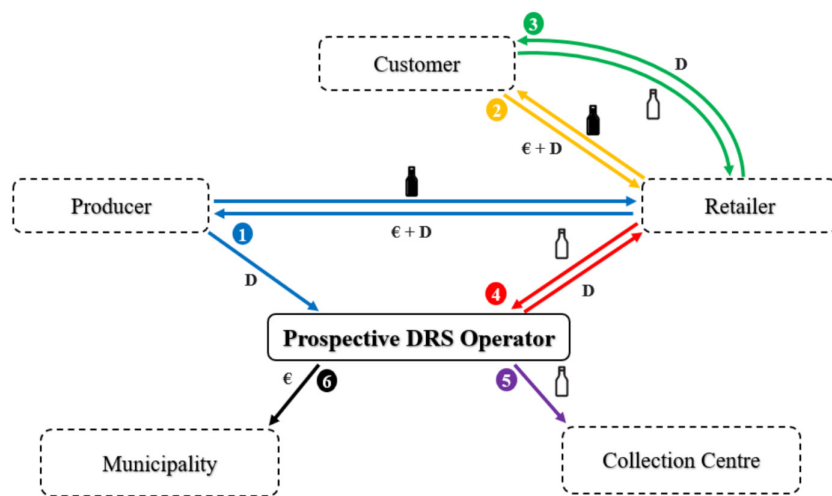 3
Customer
D
2
€ + D
Producer
Retailer
1
€ + D
D
4
D
Prospective DRS Operator
€
6
5
Municipality
Collection Centre